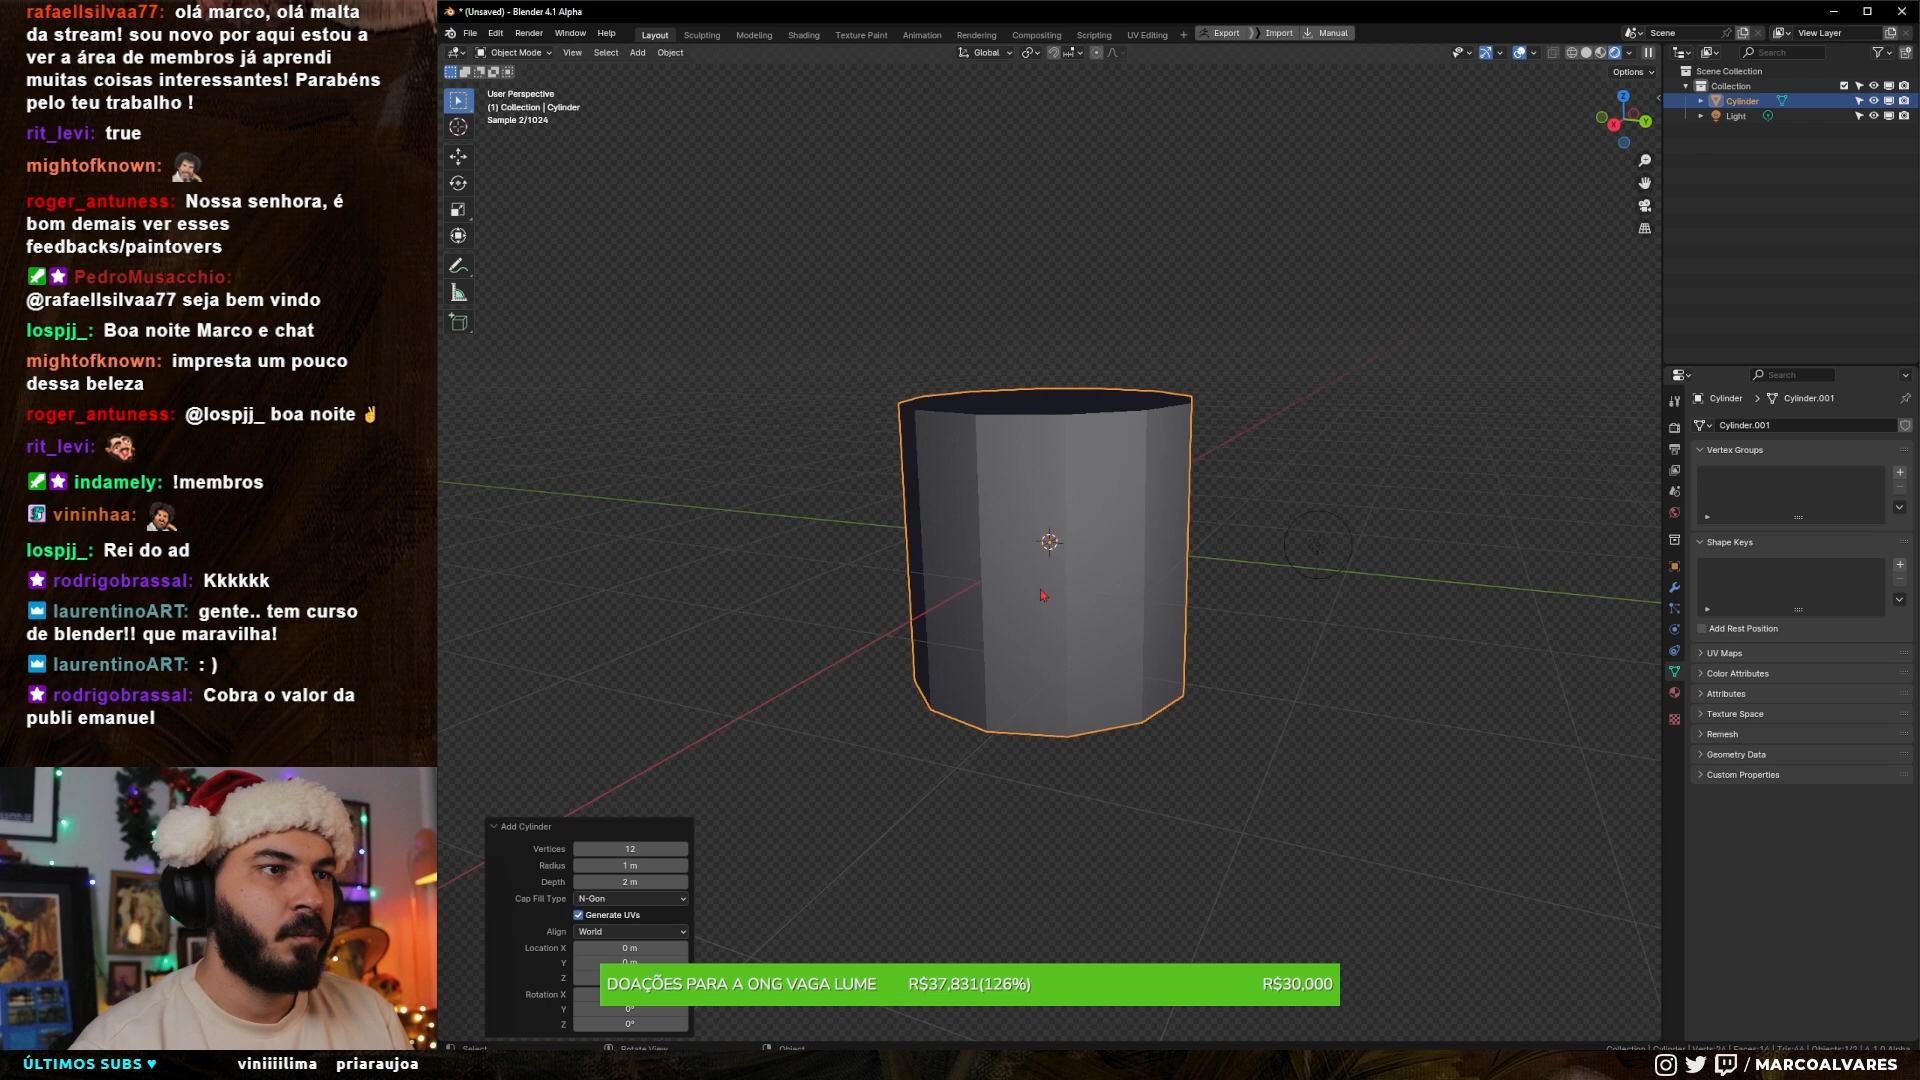 rafaellsilvaa77: olá marco, olá malta
da stream! sou novo por aqui estou a
ver a área de membros já aprendi
muitas coisas interessantes! Parabéns
pelo teu trabalho !
rit_levi: true
mightofknown:
roger_antuness: Nossa senhora, é
bom demais ver esses
feedbacks/paintovers
PedroMusacchio:
@rafaellsilvaa77 seja bem vindo
lospjj_: Boa noite Marco e chat
mightofknown: impresta um pouco
dessa beleza
roger_antuness: @lospjj_ boa noite ✌
rit_levi:
indamely: !membros
vininhaa:
lospjj_: Rei do ad
rodrigobrassal: Kkkkkk
laurentinoART: gente.. tem curso
de blender!! que maravilha!
laurentinoART: : )
rodrigobrassal: Cobra o valor da
publi emanuel
* (Unsaved) - Blender 4.1 Alpha
File Edit Render Window Help
Layout Sculpting Modeling Shading Texture Paint Animation Rendering Compositing Scripting UV Editing +
Export Import Manual
Scene
View Layer
Object Mode View Select Add Object
Global
Search
Options
User Perspective
(1) Collection | Cylinder
Sample 2/1024
Z
X
Y
Scene Collection
Collection
Cylinder
Light
Search
Cylinder > Cylinder.001
Cylinder.001
Vertex Groups
Shape Keys
Add Rest Position
UV Maps
Color Attributes
Attributes
Texture Space
Remesh
Geometry Data
Custom Properties
Add Cylinder
Vertices 12
Radius 1 m
Depth 2 m
Cap Fill Type N-Gon
Generate UVs
Align World
Location X 0 m
Y 0 m
Z
Rotation X
Y 0°
Z 0°
DOAÇÕES PARA A ONG VAGA LUME R$37,831(126%) R$30,000
Select
Rotate View
Object
ÚLTIMOS SUBS ♥ viniiiilima priaraujoa
/ MARCOALVARES